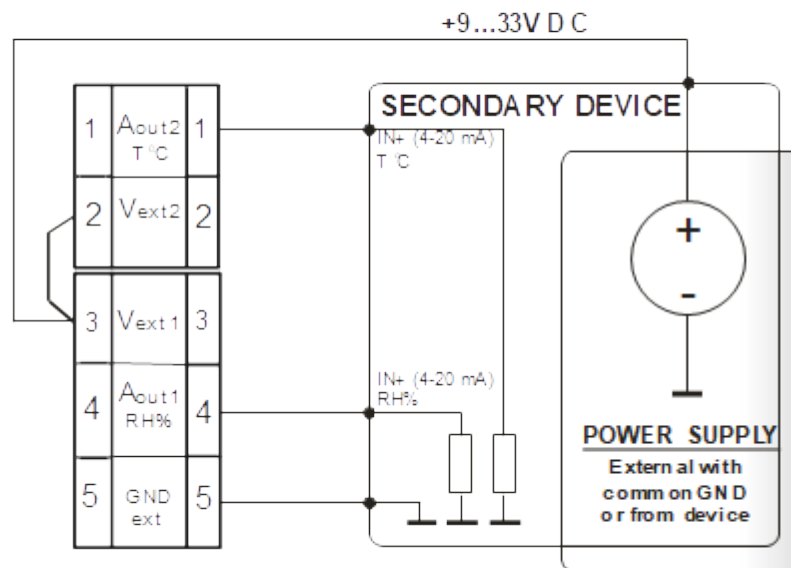 +9...33V DC
SECONDARY DEVICE
1 Aout2 1
T °C
IN+ (4-20 mA)
T °C
2 Vext2 2
+
-
3 Vext1 3
4 Aout1 4
RH%
IN+ (4-20 mA)
RH%
5 GND 5
ext
POWER SUPPLY
External with
common GND
or from device